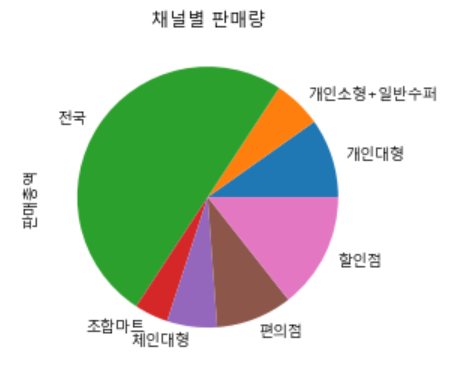 채널별 판매량
개인소형+일반수퍼
전국
개인대형
판매총액
할인점
조합마트
체인대형
편의점